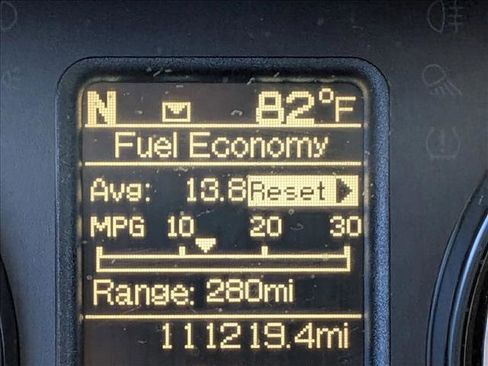 N 82°F
Fuel Economy
Avg: 13.8 Reset
MPG 10 20 30
Range: 280mi
111219.4mi